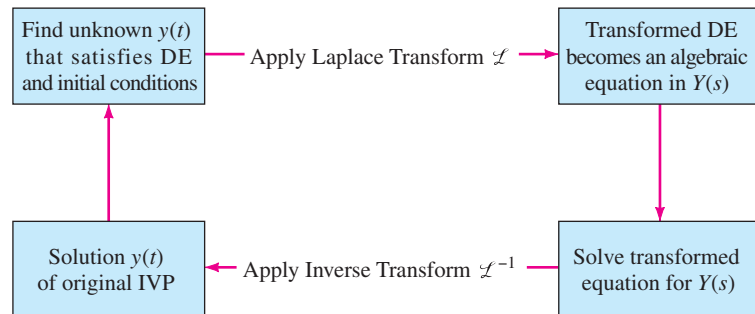 Find unknown y(t)
that satisfies DE
and initial conditions
Apply Laplace Transform ℒ
Transformed DE
becomes an algebraic
equation in Y(s)
Solution y(t)
of original IVP
Apply Inverse Transform ℒ⁻¹
Solve transformed
equation for Y(s)